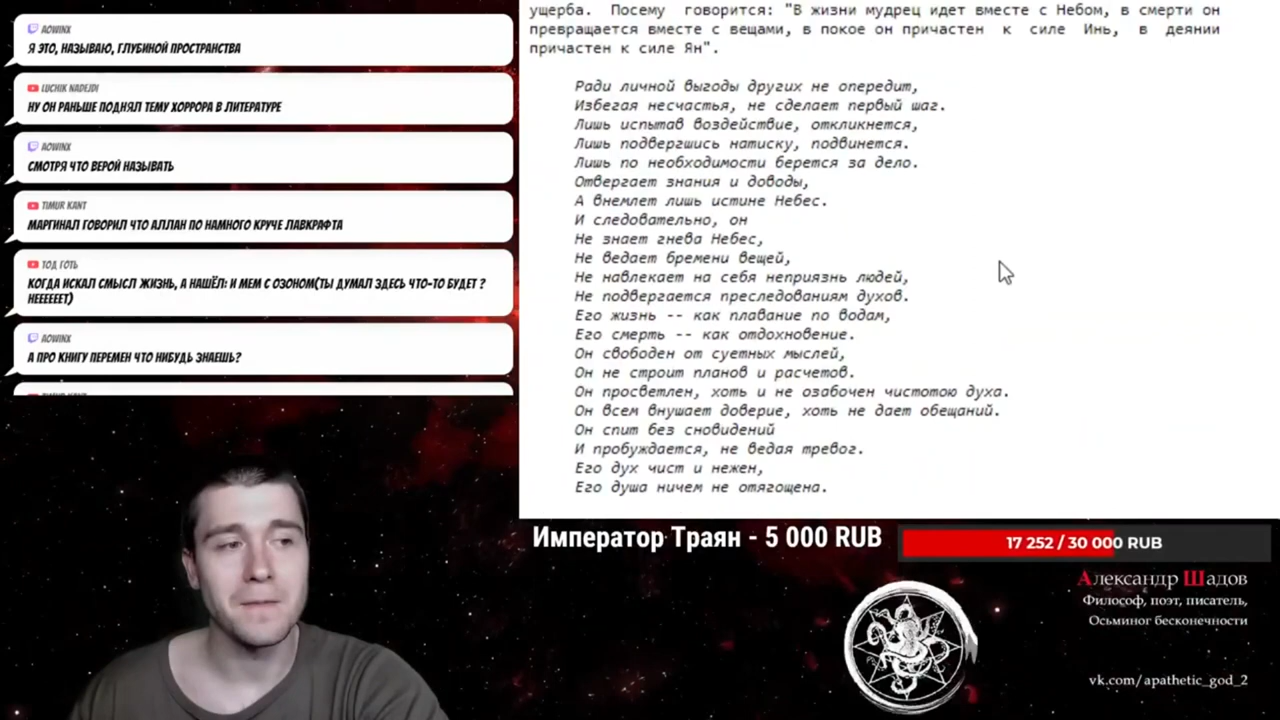 AOWINX
Я ЭТО, НАЗЫВАЮ, ГЛУБИНОЙ ПРОСТРАНСТВА
LUCHIK NADEJDI
НУ ОН РАНЬШЕ ПОДНЯЛ ТЕМУ ХОРРОРА В ЛИТЕРАТУРЕ
AOWINX
СМОТРЯ ЧТО ВЕРОЙ НАЗЫВАТЬ
TIMUR KANT
МАРГИНАЛ ГОВОРИЛ ЧТО АЛЛАН ПО НАМНОГО КРУЧЕ ЛАВКРАФТА
ТОД ГОТЬ
КОГДА ИСКАЛ СМЫСЛ ЖИЗНЬ, А НАШЁЛ: И МЕМ С ОЗОНОМ(ТЫ ДУМАЛ ЗДЕСЬ ЧТО-ТО БУДЕТ ?
НЕЕЕЕЕТ)
AOWINX
А ПРО КНИГУ ПЕРЕМЕН ЧТО НИБУДЬ ЗНАЕШЬ?
ущерба. Посему говорится: "В жизни мудрец идет вместе с Небом, в смерти он
превращается вместе с вещами, в покое он причастен к силе Инь, в деянии
причастен к силе Ян".
Ради личной выгоды других не опередит,
Избегая несчастья, не сделает первый шаг.
Лишь испытав воздействие, откликнется,
Лишь подвергшись натиску, подвинется.
Лишь по необходимости берется за дело.
Отвергает знания и доводы,
А внемлет лишь истине Небес.
И следовательно, он
Не знает гнева Небес,
Не ведает бремени вещей,
Не навлекает на себя неприязнь людей,
Не подвергается преследованиям духов.
Его жизнь -- как плавание по водам,
Его смерть -- как отдохновение.
Он свободен от суетных мыслей,
Он не строит планов и расчетов.
Он просветлен, хоть и не озабочен чистотою духа.
Он всем внушает доверие, хоть не дает обещаний.
Он спит без сновидений
И пробуждается, не ведая тревог.
Его дух чист и нежен,
Его душа ничем не отягощена.
Император Траян - 5 000 RUB
17 252 / 30 000 RUB
Александр Шадов
Философ, поэт, писатель,
Осьминог бесконечности
vk.com/apathetic_god_2